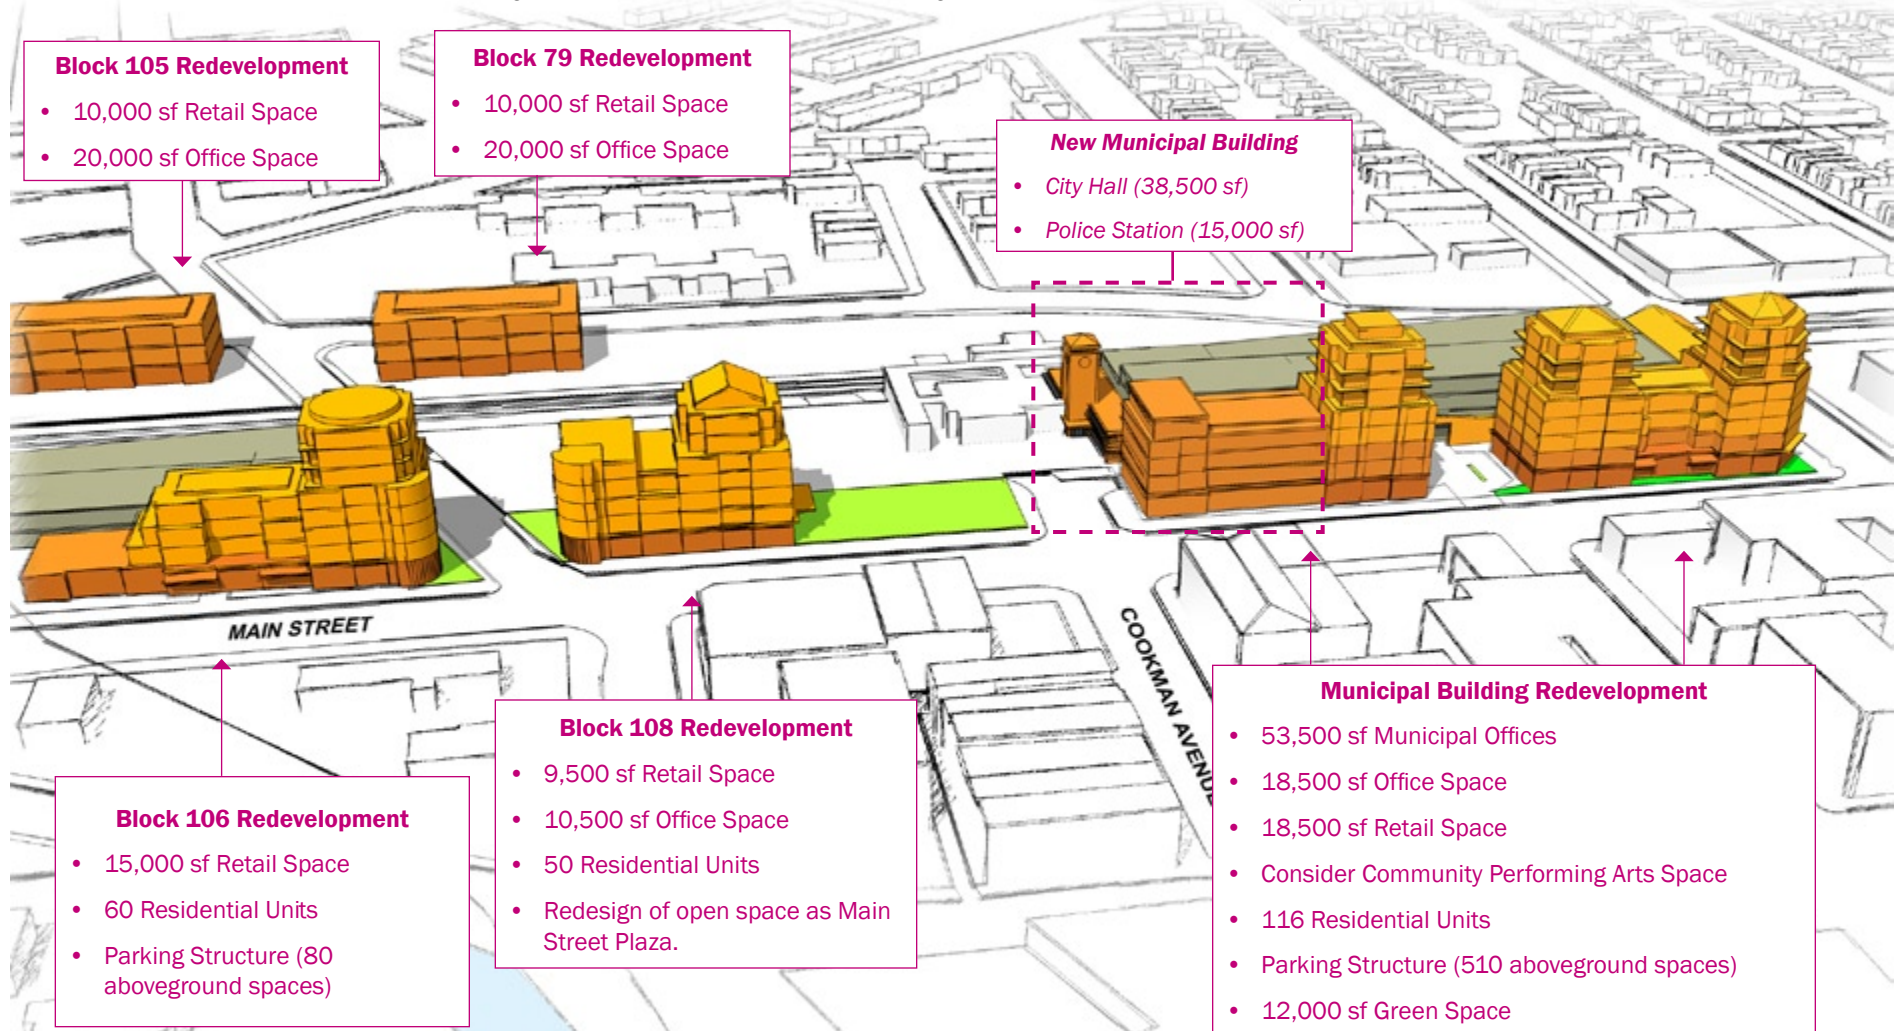 Block 105 Redevelopment
• 10,000 sf Retail Space
• 20,000 sf Office Space
Block 79 Redevelopment
• 10,000 sf Retail Space
• 20,000 sf Office Space
New Municipal Building
• City Hall (38,500 sf)
• Police Station (15,000 sf)
MAIN STREET
COOKMAN AVENUE
Block 106 Redevelopment
• 15,000 sf Retail Space
• 60 Residential Units
• Parking Structure (80
aboveground spaces)
Block 108 Redevelopment
• 9,500 sf Retail Space
• 10,500 sf Office Space
• 50 Residential Units
• Redesign of open space as Main
Street Plaza.
Municipal Building Redevelopment
• 53,500 sf Municipal Offices
• 18,500 sf Office Space
• 18,500 sf Retail Space
• Consider Community Performing Arts Space
• 116 Residential Units
• Parking Structure (510 aboveground spaces)
• 12,000 sf Green Space